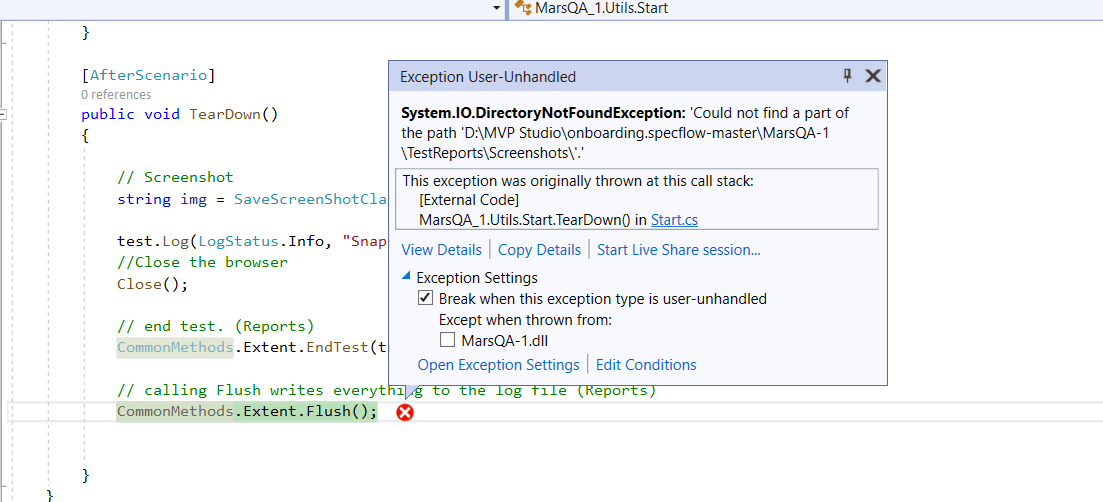 MarsQA_1.Utils.Start
}
[AfterScenario]
0 references
public void TearDown()
{
// Screenshot
string img = SaveScreenShotCla
test.Log(LogStatus.Info, "Snap
//Close the browser
Close();
// end test. (Reports)
CommonMethods.Extent.EndTest(t
// calling Flush writes everything to the log file (Reports)
CommonMethods.Extent.Flush();
}
}
Exception User-Unhandled
System.IO.DirectoryNotFoundException: 'Could not find a part of
the path 'D:\MVP Studio\onboarding.specflow-master\MarsQA-1
\TestReports\Screenshots\'.'
This exception was originally thrown at this call stack:
[External Code]
MarsQA_1.Utils.Start.TearDown() in Start.cs
View Details | Copy Details | Start Live Share session...
Exception Settings
Break when this exception type is user-unhandled
Except when thrown from:
MarsQA-1.dll
Open Exception Settings | Edit Conditions